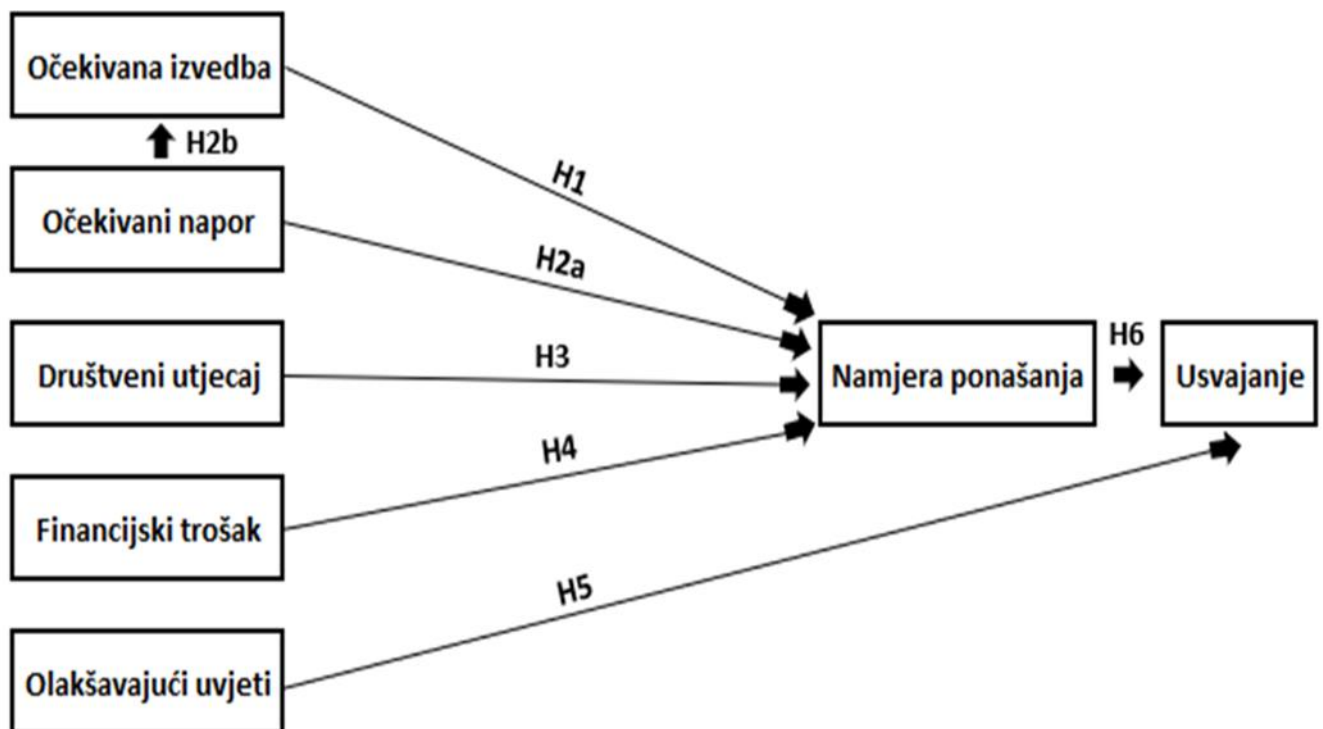 Očekivana izvedba
H2b
Očekivani napor
H1
H2a
Društveni utjecaj
H3
Namjera ponašanja
H6
Usvajanje
Financijski trošak
H4
Olakšavajući uvjeti
H5